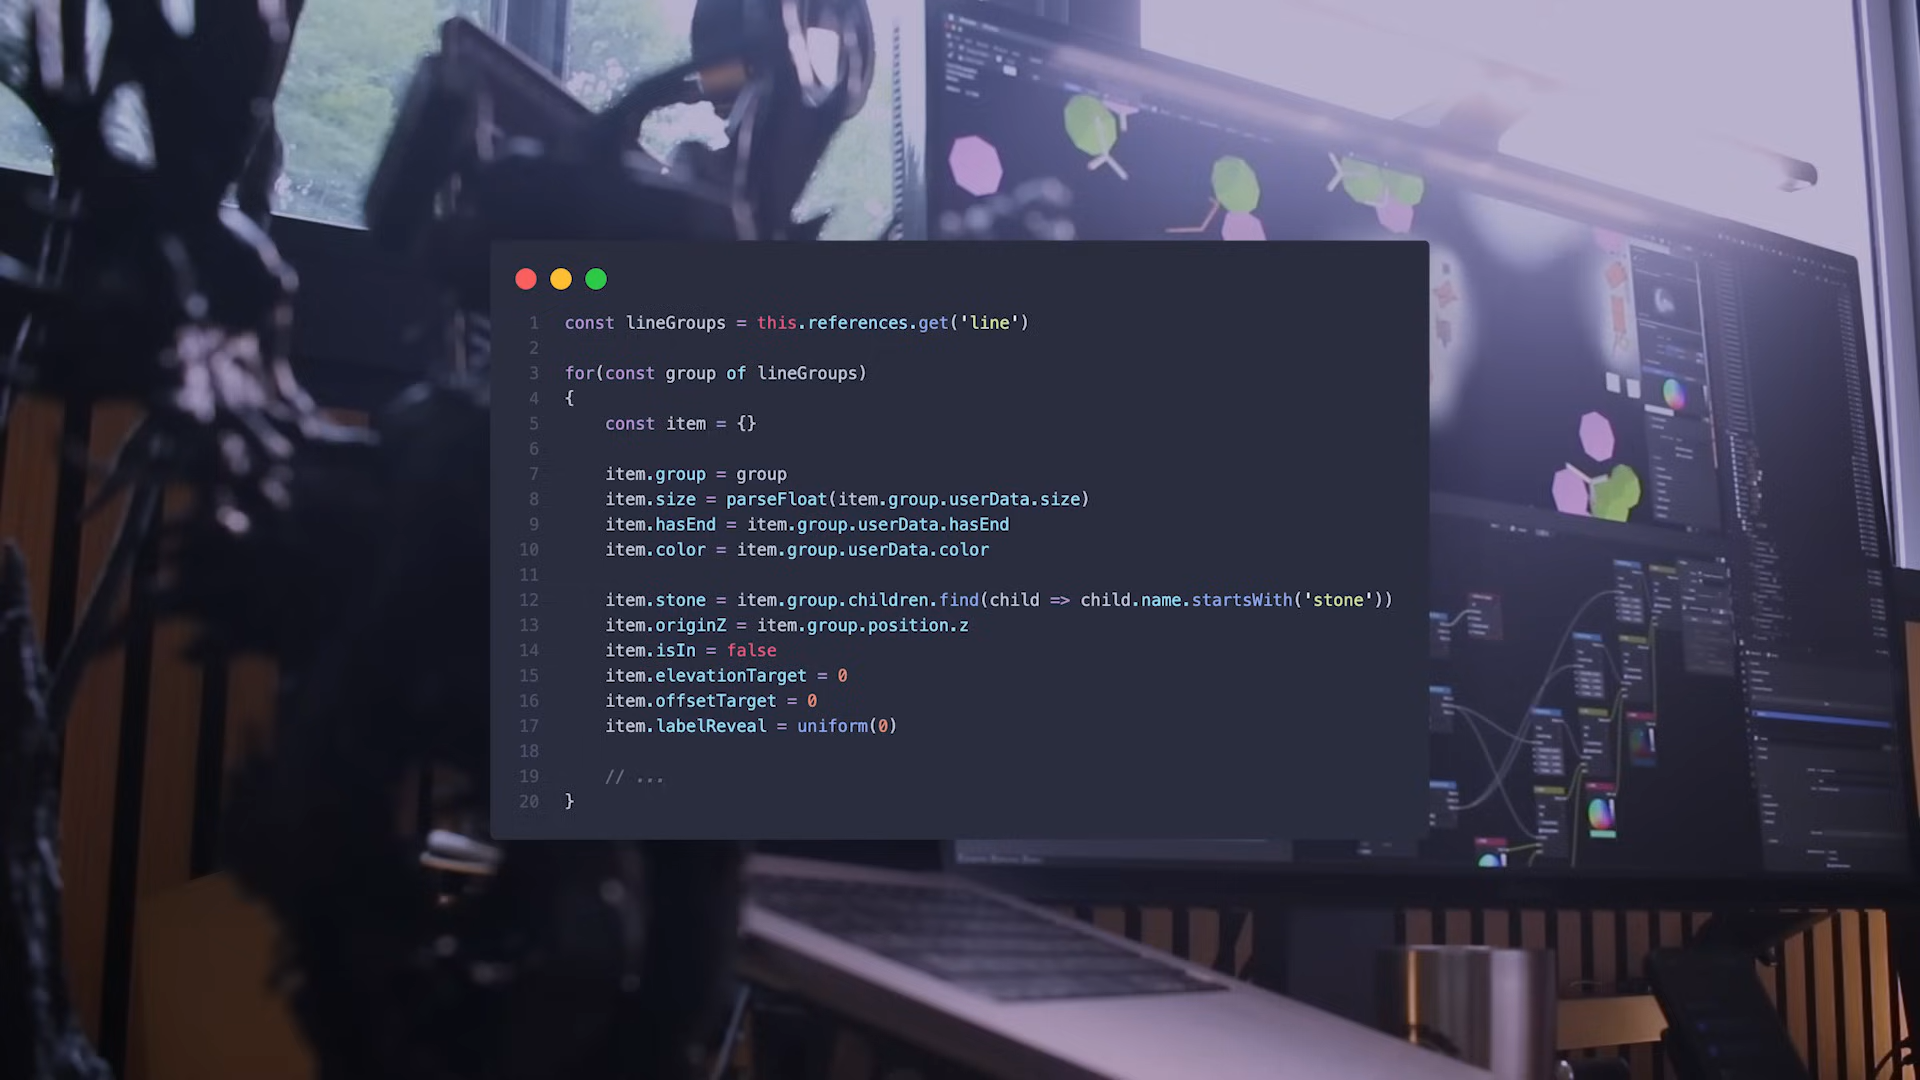 1 const lineGroups = this.references.get('line')
2
3 for(const group of lineGroups)
4 {
5 const item = {}
6
7 item.group = group
8 item.size = parseFloat(item.group.userData.size)
9 item.hasEnd = item.group.userData.hasEnd
10 item.color = item.group.userData.color
11
12 item.stone = item.group.children.find(child => child.name.startsWith('stone'))
13 item.originZ = item.group.position.z
14 item.isIn = false
15 item.elevationTarget = 0
16 item.offsetTarget = 0
17 item.labelReveal = uniform(0)
18
19 // ...
20 }